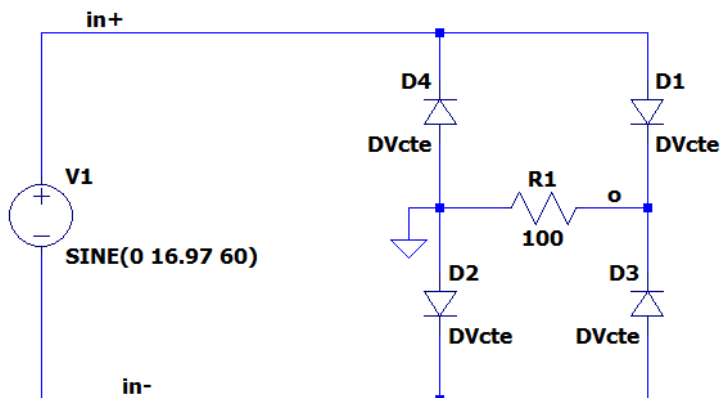 in+
D4
D1
DVcte
DVcte
V1
R1
o
100
SINE(0 16.97 60)
D2
D3
DVcte
DVcte
in-